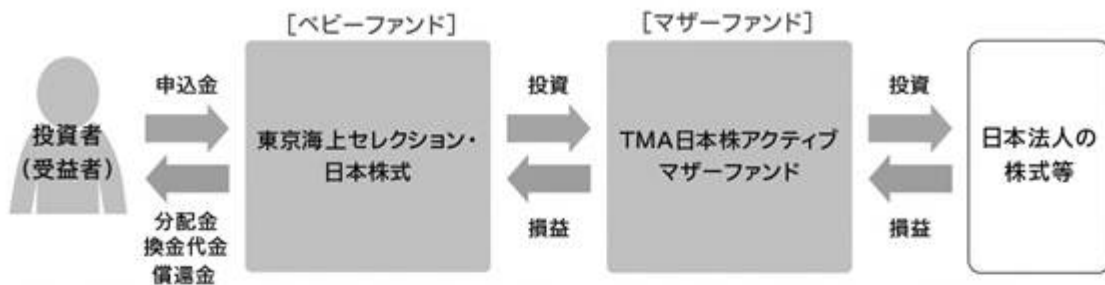 ［ベビーファンド］
［マザーファンド］
投資者
（受益者）
申込金
分配金
換金代金
償還金
東京海上セレクション・
日本株式
投資
損益
TMA日本株アクティブ
マザーファンド
投資
損益
日本法人の
株式等